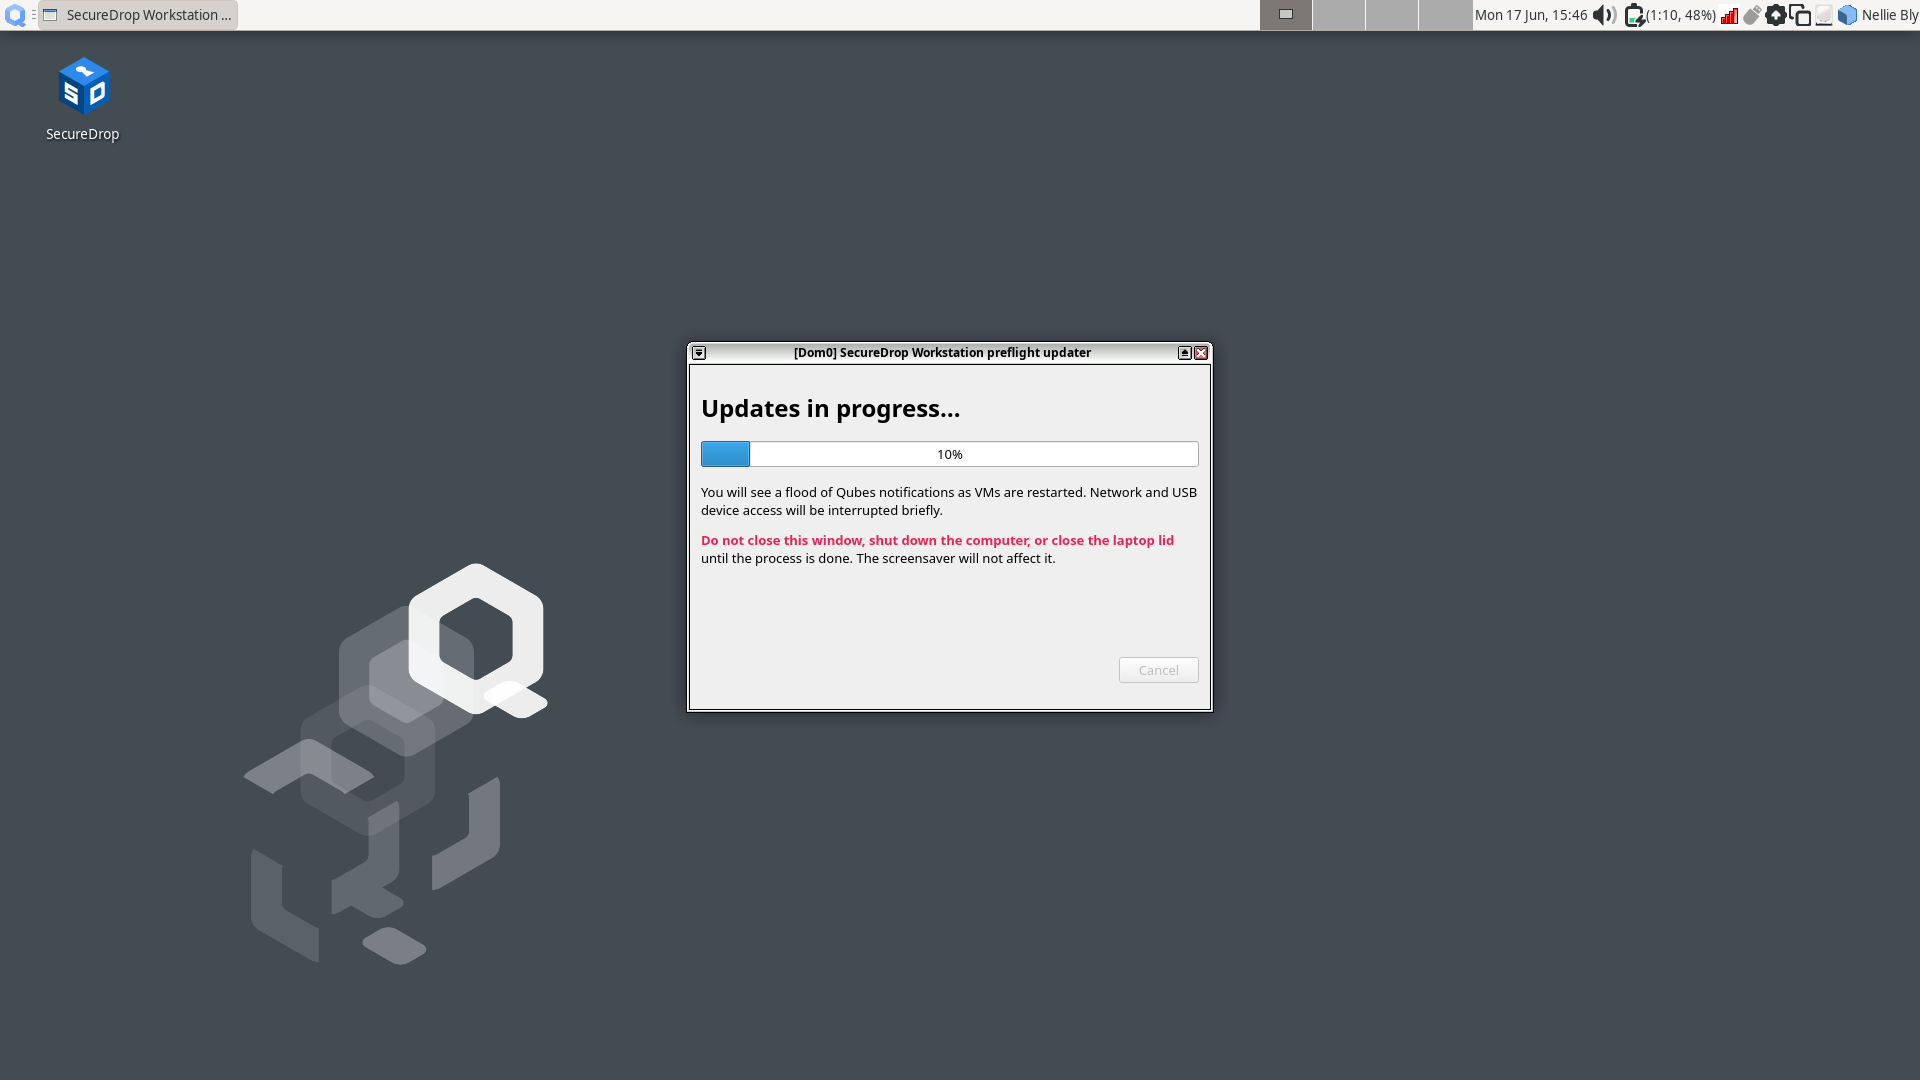 SecureDrop Workstation ...
Mon 17 Jun, 15:46
(1:10, 48%)
Nellie Bly
SD
SecureDrop
[Dom0] SecureDrop Workstation preflight updater
Updates in progress...
10%
You will see a flood of Qubes notifications as VMs are restarted. Network and USB
device access will be interrupted briefly.
Do not close this window, shut down the computer, or close the laptop lid
until the process is done. The screensaver will not affect it.
Cancel